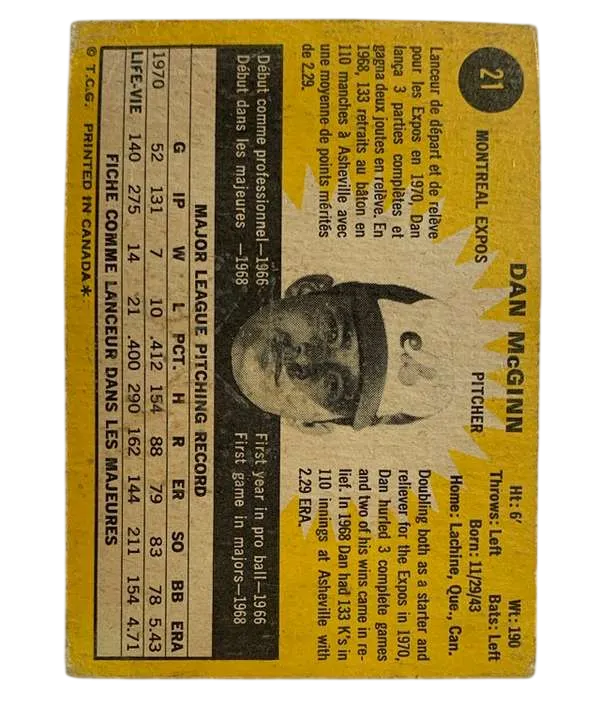 21
MONTREAL EXPOS
DAN McGINN
PITCHER
Ht: 6' Wt: 190
Throws: Left Bats: Left
Born: 11/29/43
Home: Lachine, Que., Can.
Lanceur de départ et de relève
pour les Expos en 1970, Dan
lança 3 parties complètes et
gagna deux joutes en relève. En
1968, 133 retraits au bâton en
110 manches à Asheville avec
une moyenne de points mérités
de 2.29.
Doubling both as a starter and
reliever for the Expos in 1970,
Dan hurled 3 complete games
and two of his wins came in re-
lief. In 1968 Dan had 133 K's in
110 innings at Asheville with
2.29 ERA.
Début comme professionnel—1966
Début dans les majeures —1968
First year in pro ball—1966
First game in majors—1968
MAJOR LEAGUE PITCHING RECORD
G IP W L PCT. H R ER SO BB ERA
1970 52 131 7 10 .412 154 88 79 83 78 5.43
LIFE-VIE 140 275 14 21 .400 290 162 144 211 154 4.71
FICHE COMME LANCEUR DANS LES MAJEURES
© T.C.G. PRINTED IN CANADA*